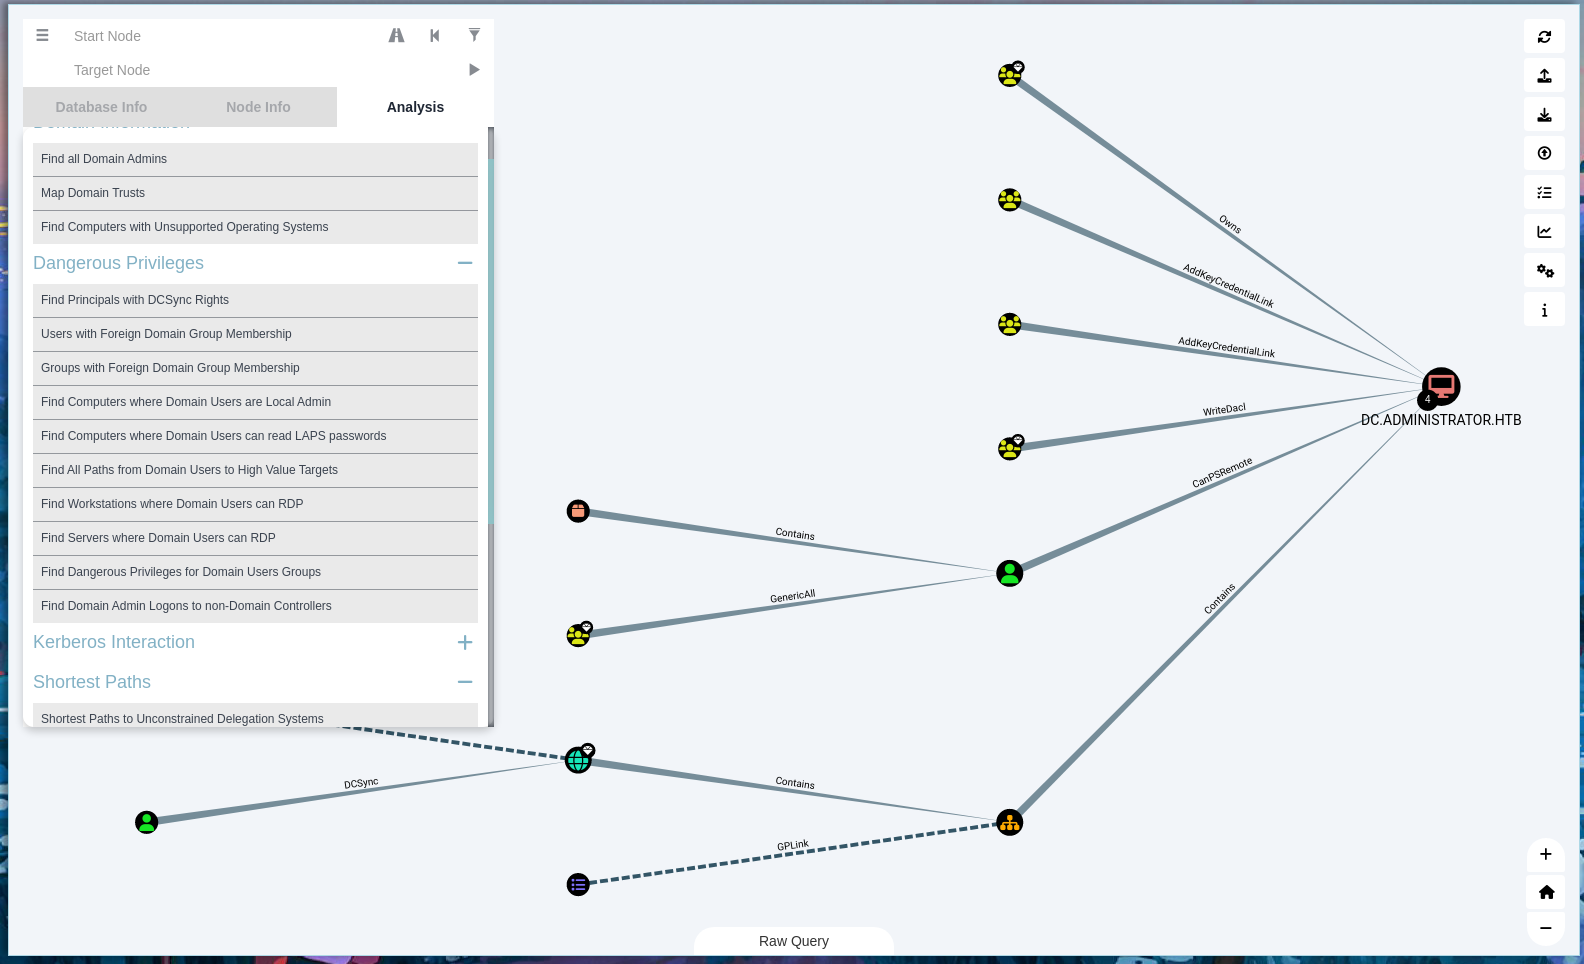 Start Node
Target Node
Database Info
Node Info
Analysis
Domain Information
Find all Domain Admins
Map Domain Trusts
Find Computers with Unsupported Operating Systems
Dangerous Privileges
Find Principals with DCSync Rights
Users with Foreign Domain Group Membership
Groups with Foreign Domain Group Membership
Find Computers where Domain Users are Local Admin
Find Computers where Domain Users can read LAPS passwords
Find All Paths from Domain Users to High Value Targets
Find Workstations where Domain Users can RDP
Find Servers where Domain Users can RDP
Find Dangerous Privileges for Domain Users Groups
Find Domain Admin Logons to non-Domain Controllers
Kerberos Interaction
Shortest Paths
Shortest Paths to Unconstrained Delegation Systems
Owns
AddKeyCredentialLink
AddKeyCredentialLink
WriteDacl
CanPSRemote
Contains
4
DC.ADMINISTRATOR.HTB
Contains
GenericAll
DCSync
Contains
GPLink
Raw Query